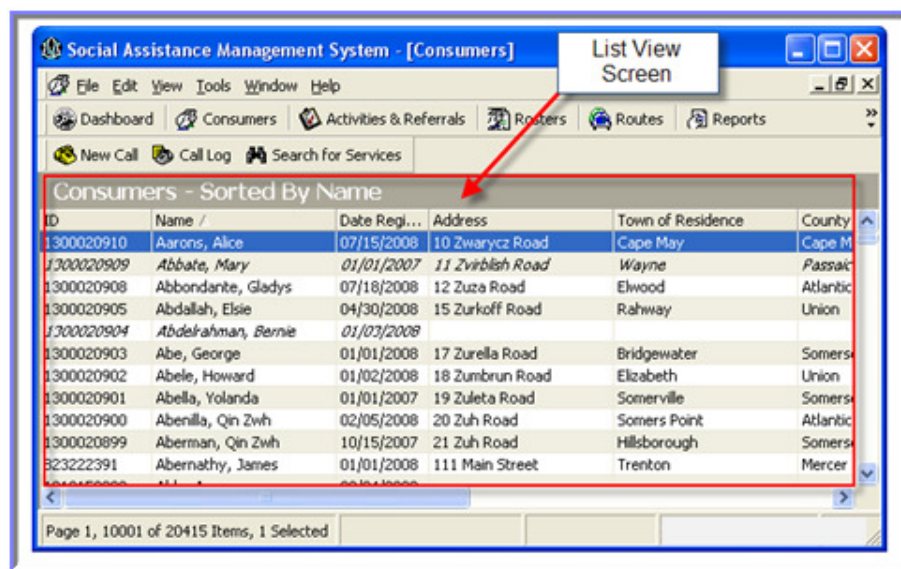 Social Assistance Management System - [Consumers]
List View
Screen
File Edit View Tools Window Help
Dashboard Consumers Activities & Referrals Rosters Routes Reports
New Call Call Log Search for Services
Consumers - Sorted By Name
ID Name Date Regi... Address Town of Residence County
1300020910 Aarons, Alice 07/15/2008 10 Zwarycz Road Cape May Cape M
1300020909 Abbate, Mary 01/01/2007 11 Zvirblish Road Wayne Passaic
1300020908 Abbondante, Gladys 07/18/2008 12 Zuza Road Elwood Atlantic
1300020905 Abdallah, Elsie 04/30/2008 15 Zurkoff Road Rahway Union
1300020904 Abdelrahman, Bernie 01/03/2008
1300020903 Abe, George 01/01/2008 17 Zurella Road Bridgewater Somers
1300020902 Abele, Howard 01/02/2008 18 Zumbrun Road Elizabeth Union
1300020901 Abella, Yolanda 01/01/2007 19 Zuleta Road Somerville Somers
1300020900 Abenilla, Qin Zwh 02/05/2008 20 Zuh Road Somers Point Atlantic
1300020899 Aberman, Qin Zwh 10/15/2007 21 Zuh Road Hillsborough Somers
823222391 Abernathy, James 01/01/2008 111 Main Street Trenton Mercer
Page 1, 10001 of 20415 Items, 1 Selected